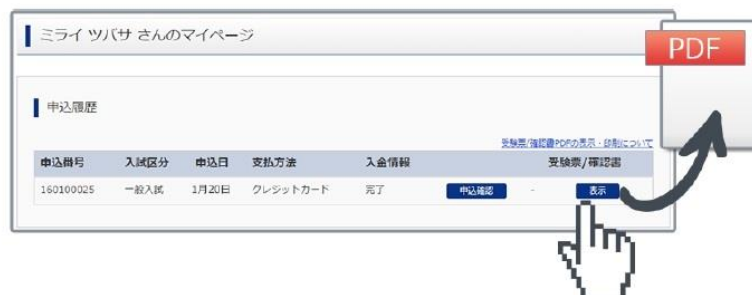 ミライ ツバサ さんのマイページ
PDF
申込履歴
受験票/確認書PDFの表示・印刷について
申込番号 入試区分 申込日 支払方法 入金情報 受験票/確認書
160100025 一般入試 1月20日 クレジットカード 完了 申込確認 - 表示